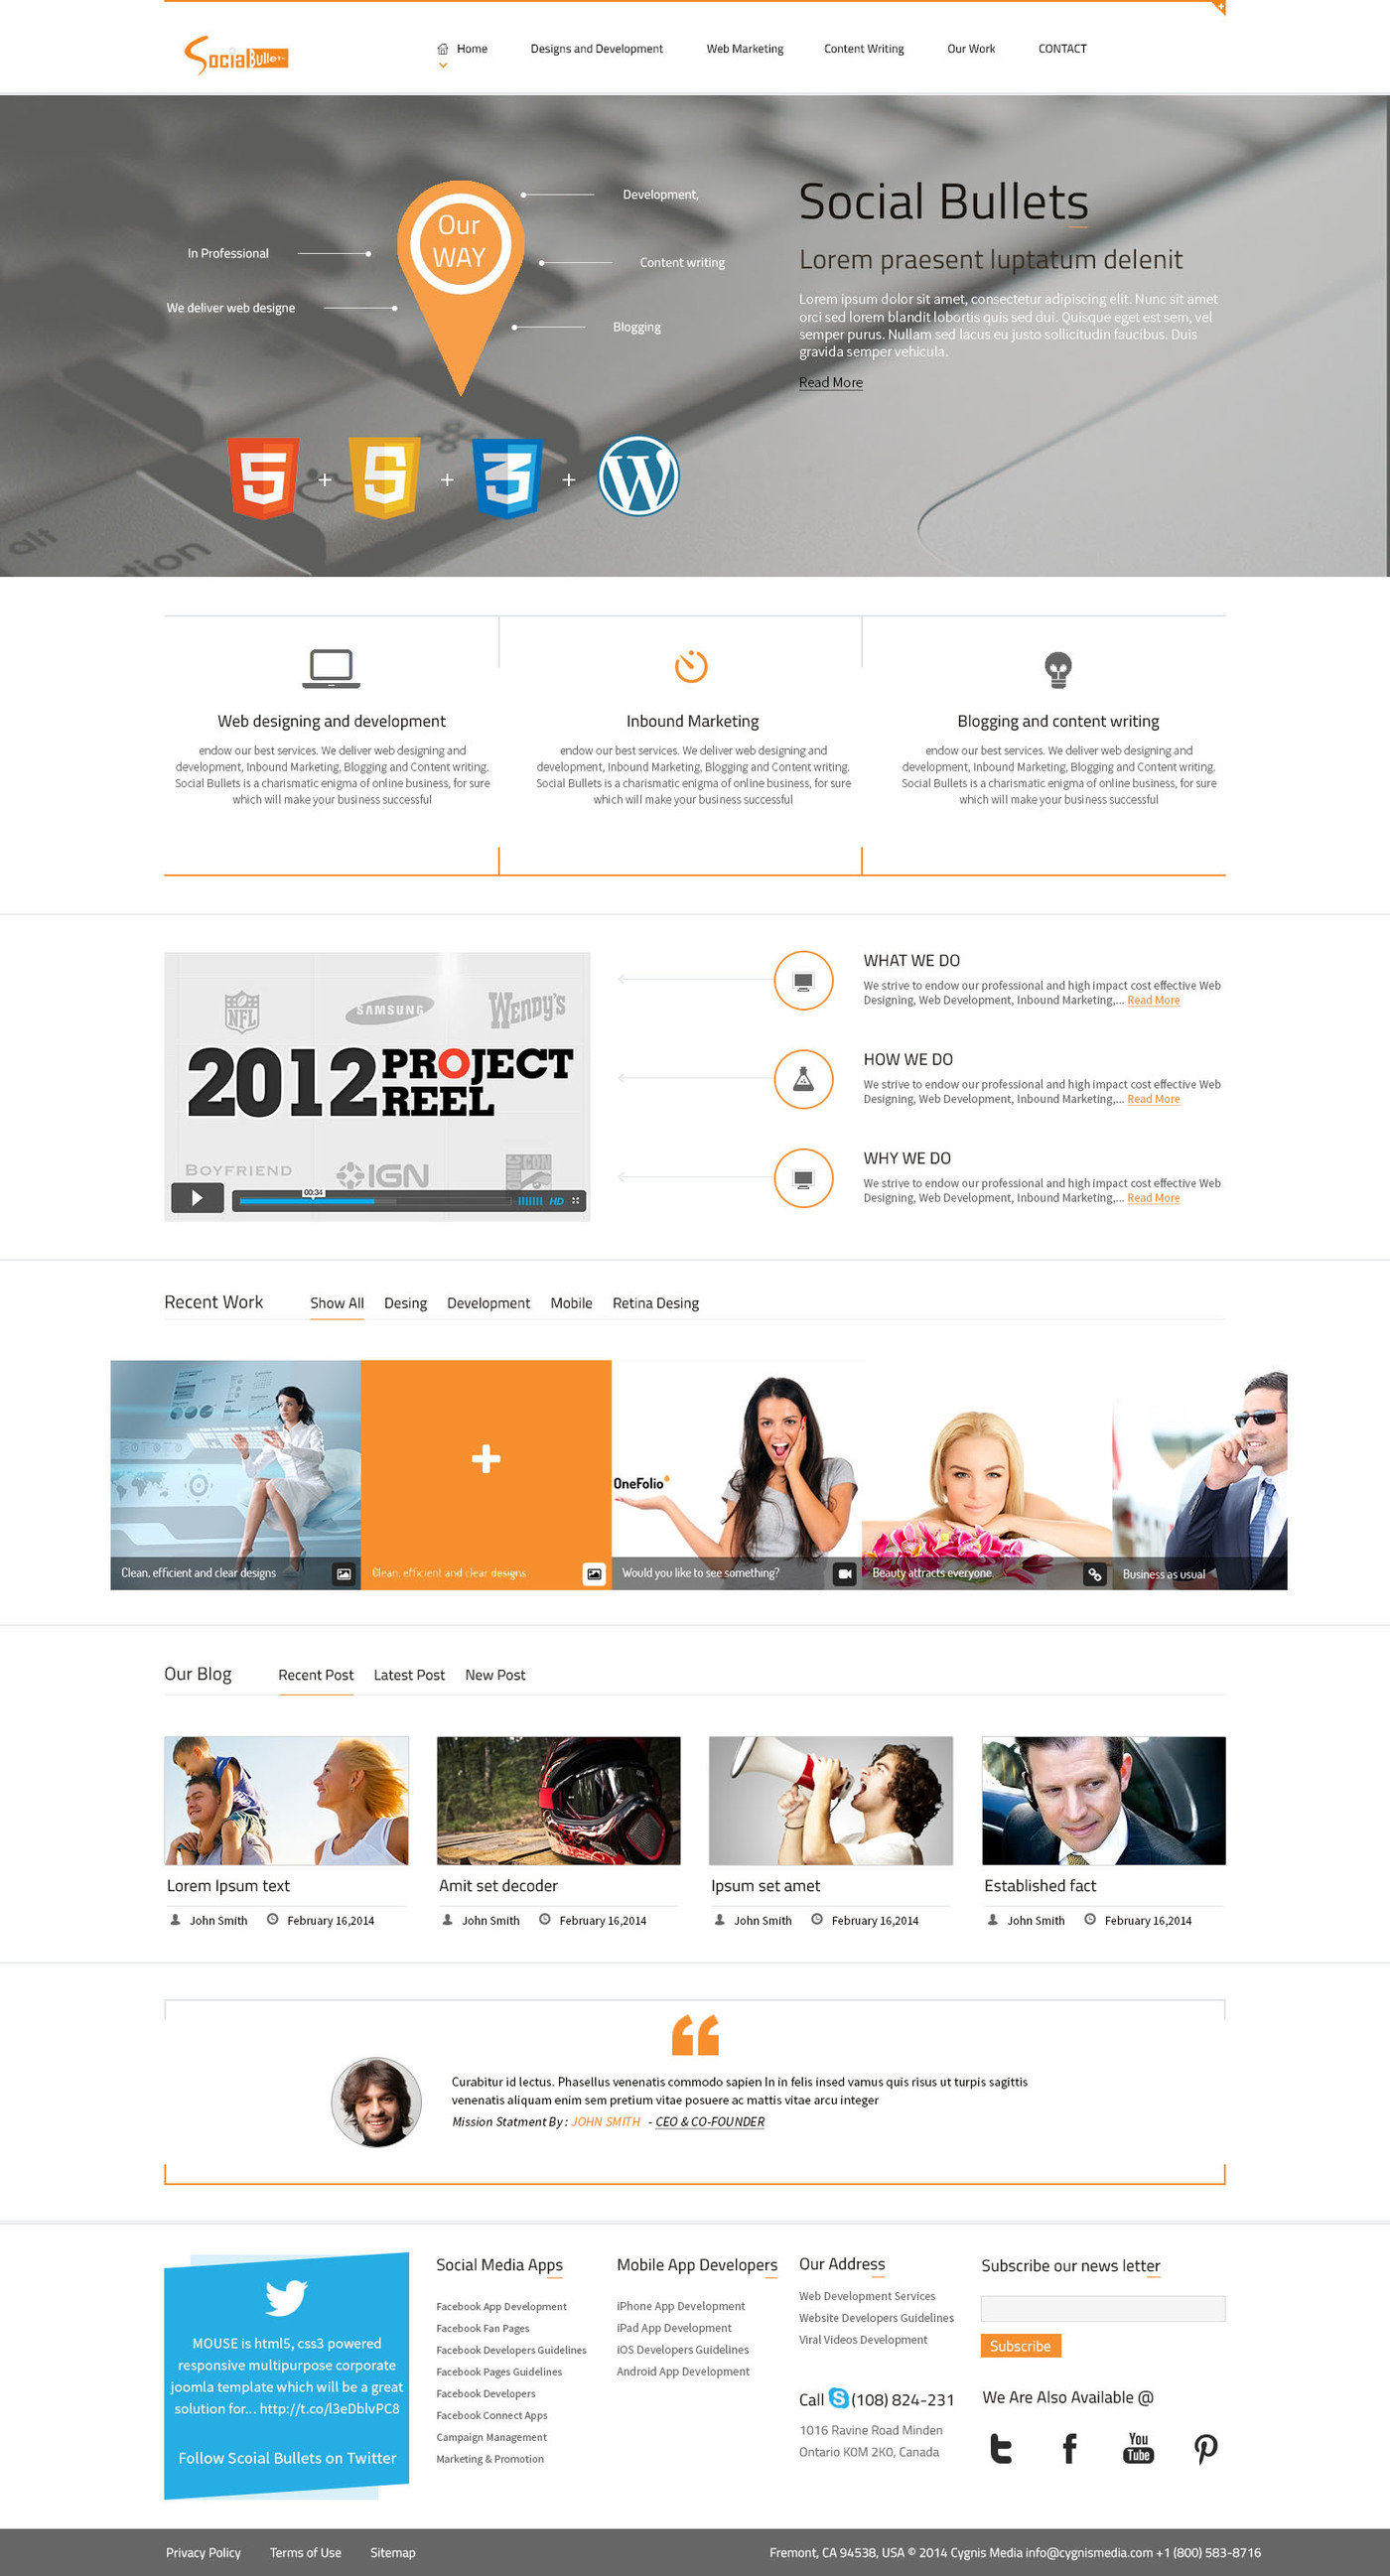 Social Bullet
Home
Designs and Development
Web Marketing
Content Writing
Our Work
CONTACT
Our
WAY
Development,
In Professional
Content writing
We deliver web designe
Blogging
Social Bullets
Lorem praesent luptatum delenit
Lorem ipsum dolor sit amet, consectetur adipiscing elit. Nunc sit amet
orci sed lorem blandit lobortis quis sed dui. Quisque eget est sem, vel
semper purus. Nullam sed lacus eu justo sollicitudin faucibus. Duis
gravida semper vehicula.
Read More
5 + 5 + 3 + W
alt
tion
Web designing and development
endow our best services. We deliver web designing and
development, Inbound Marketing, Blogging and Content writing.
Social Bullets is a charismatic enigma of online business, for sure
which will make your business successful
Inbound Marketing
endow our best services. We deliver web designing and
development, Inbound Marketing, Blogging and Content writing.
Social Bullets is a charismatic enigma of online business, for sure
which will make your business successful
Blogging and content writing
endow our best services. We deliver web designing and
development, Inbound Marketing, Blogging and Content writing.
Social Bullets is a charismatic enigma of online business, for sure
which will make your business successful
NFL
SAMSUNG
WENDY'S
2012 PROJECT
REEL
BOYFRIEND
IGN
CON
00:34
HD
WHAT WE DO
We strive to endow our professional and high impact cost effective Web
Designing, Web Development, Inbound Marketing,... Read More
HOW WE DO
We strive to endow our professional and high impact cost effective Web
Designing, Web Development, Inbound Marketing,... Read More
WHY WE DO
We strive to endow our professional and high impact cost effective Web
Designing, Web Development, Inbound Marketing,... Read More
Recent Work
Show All
Desing
Development
Mobile
Retina Desing
OneFolio
Clean, efficient and clear designs
Clean, efficient and clear designs
Would you like to see something?
Beauty attracts everyone
Business as usual
Our Blog
Recent Post
Latest Post
New Post
Lorem Ipsum text
John Smith
February 16,2014
Amit set decoder
John Smith
February 16,2014
Ipsum set amet
John Smith
February 16,2014
Established fact
John Smith
February 16,2014
Curabitur id lectus. Phasellus venenatis commodo sapien In in felis insed vamus quis risus ut turpis sagittis
venenatis aliquam enim sem pretium vitae posuere ac mattis vitae arcu integer
Mission Statment By : JOHN SMITH - CEO & CO-FOUNDER
MOUSE is html5, css3 powered
responsive multipurpose corporate
joomla template which will be a great
solution for... http://t.co/l3eDblvPC8
Follow Scoial Bullets on Twitter
Social Media Apps
Facebook App Development
Facebook Fan Pages
Facebook Developers Guidelines
Facebook Pages Guidelines
Facebook Developers
Facebook Connect Apps
Campaign Management
Marketing & Promotion
Mobile App Developers
iPhone App Development
iPad App Development
iOS Developers Guidelines
Android App Development
Our Address
Web Development Services
Website Developers Guidelines
Viral Videos Development
Call (108) 824-231
1016 Ravine Road Minden
Ontario K0M 2K0, Canada
Subscribe our news letter
Subscribe
We Are Also Available @
You
Tube
Privacy Policy
Terms of Use
Sitemap
Fremont, CA 94538, USA © 2014 Cygnis Media info@cygnismedia.com +1 (800) 583-8716